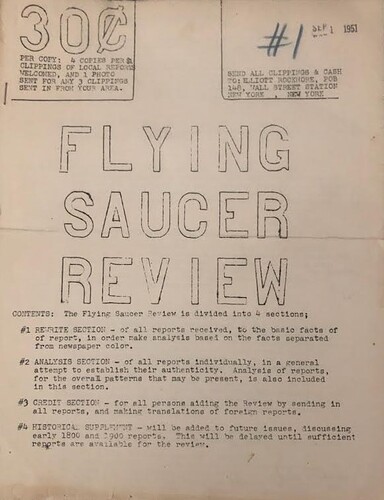 30¢
PER COPY: 4 COPIES PER $1
CLIPPINGS OF LOCAL REPORTS
WELCOMED, AND 1 PHOTO
SENT FOR ANY 3 CLIPPINGS
SENT IN FROM YOUR AREA.
#1
SEP 1 1951
SEND ALL CLIPPINGS & CASH
TO: ELLIOTT ROCKMORE, POB
148, WALL STREET STATION
NEW YORK , NEW YORK
FLYING
SAUCER
REVIEW
CONTENTS: The Flying Saucer Review is divided into 4 sections;
#1 REWRITE SECTION - of all reports received, to the basic facts of
of report, in order make analysis based on the facts separated
from newspaper color.
#2 ANALYSIS SECTION - of all reports individually, in a general
attempt to establish their authenticity. Analysis of reports,
for the overall patterns that may be present, is also included
in this section.
#3 CREDIT SECTION - for all persons aiding the Review by sending in
all reports, and making translations of foreign reports.
#4 HISTORICAL SUPPLEMENT - will be added to future issues, discussing
early 1800 and 1900 reports. This will be delayed until sufficient
reports are available for the review.